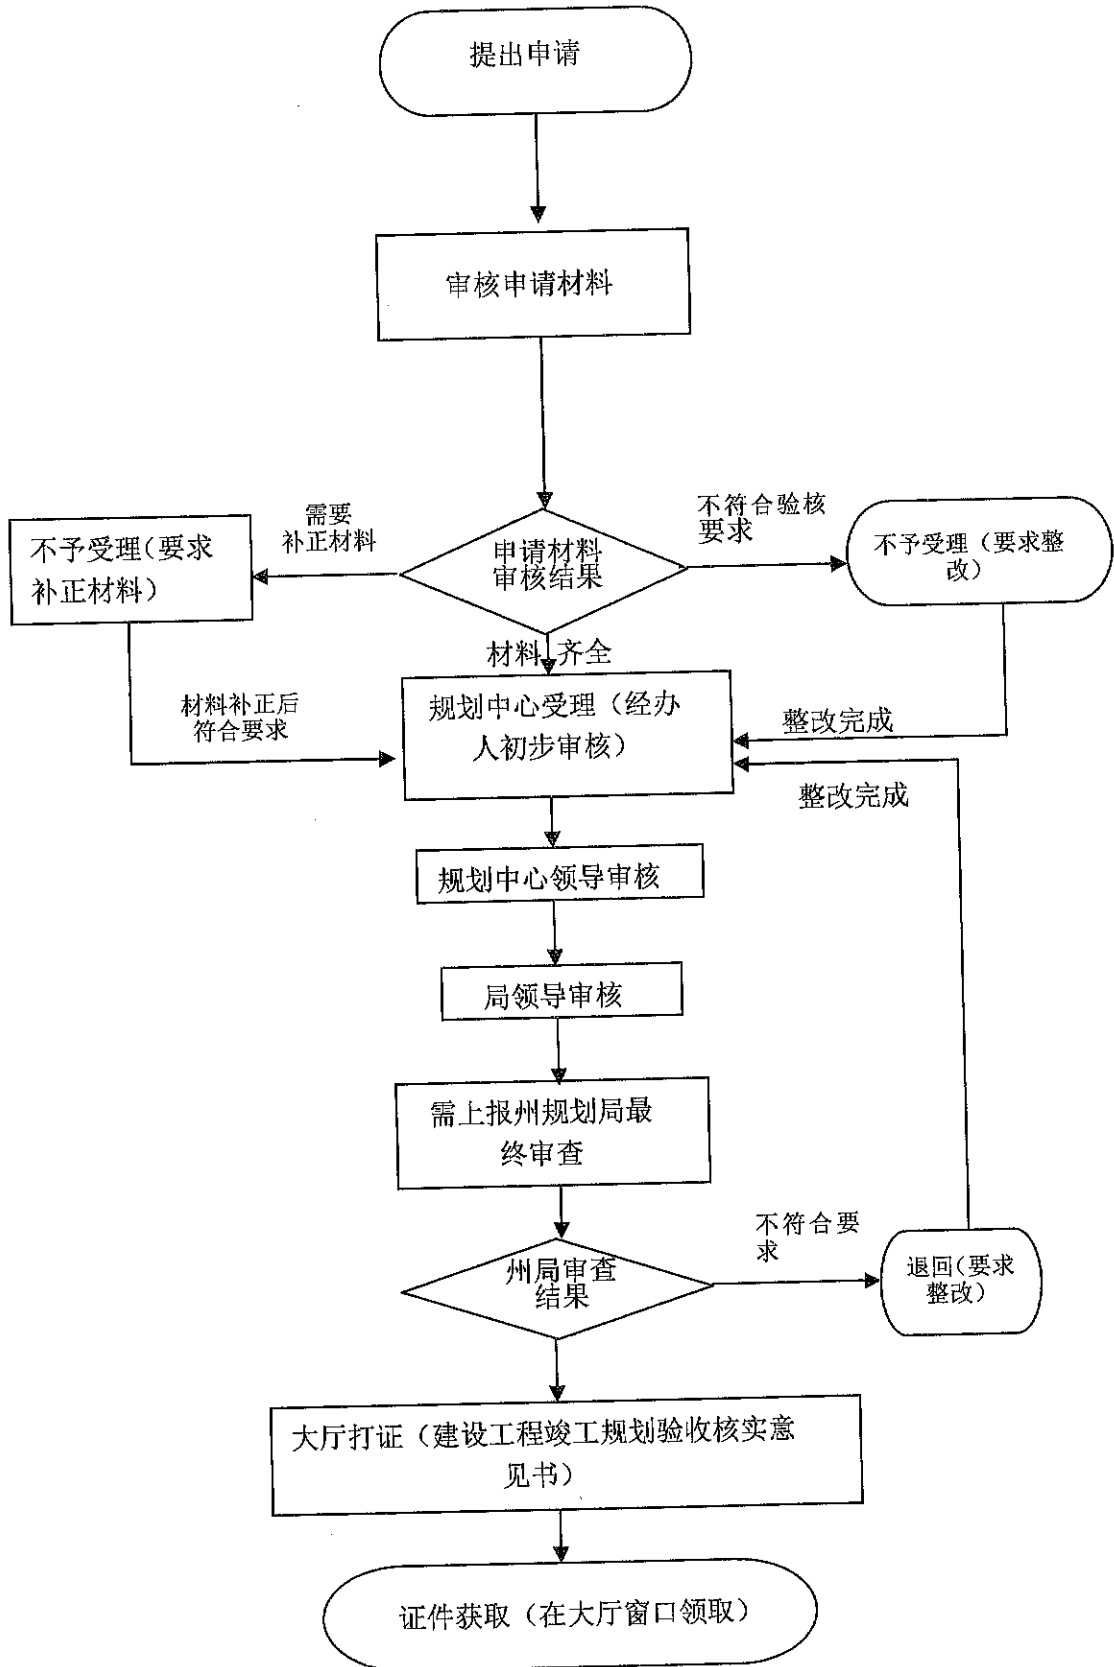 提出申请
审核申请材料
需要
补正材料
不符合验核
要求
不予受理（要求
补正材料）
申请材料
审核结果
不予受理（要求整
改）
材料 齐全
材料补正后
符合要求
规划中心受理（经办
人初步审核）
整改完成
整改完成
规划中心领导审核
局领导审核
需上报州规划局最
终审查
不符合要
求
州局审查
结果
退回（要求
整改）
大厅打证（建设工程竣工规划验收核实意
见书）
证件获取（在大厅窗口领取）